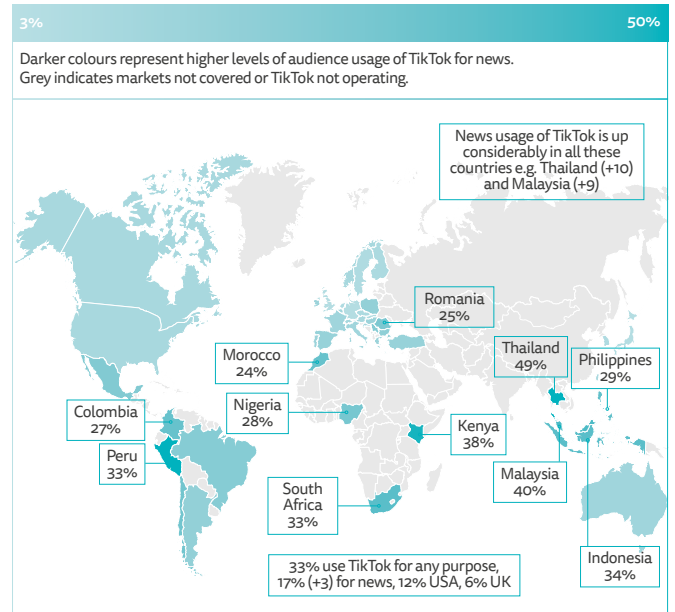 3%
50%
Darker colours represent higher levels of audience usage of TikTok for news.
Grey indicates markets not covered or TikTok not operating.
News usage of TikTok is up
considerably in all these
countries e.g. Thailand (+10)
and Malaysia (+9)
Romania
25%
Thailand
49%
Philippines
29%
Morocco
24%
Nigeria
28%
Colombia
27%
Kenya
38%
Peru
33%
Malaysia
40%
South
Africa
33%
Indonesia
34%
33% use TikTok for any purpose,
17% (+3) for news, 12% USA, 6% UK